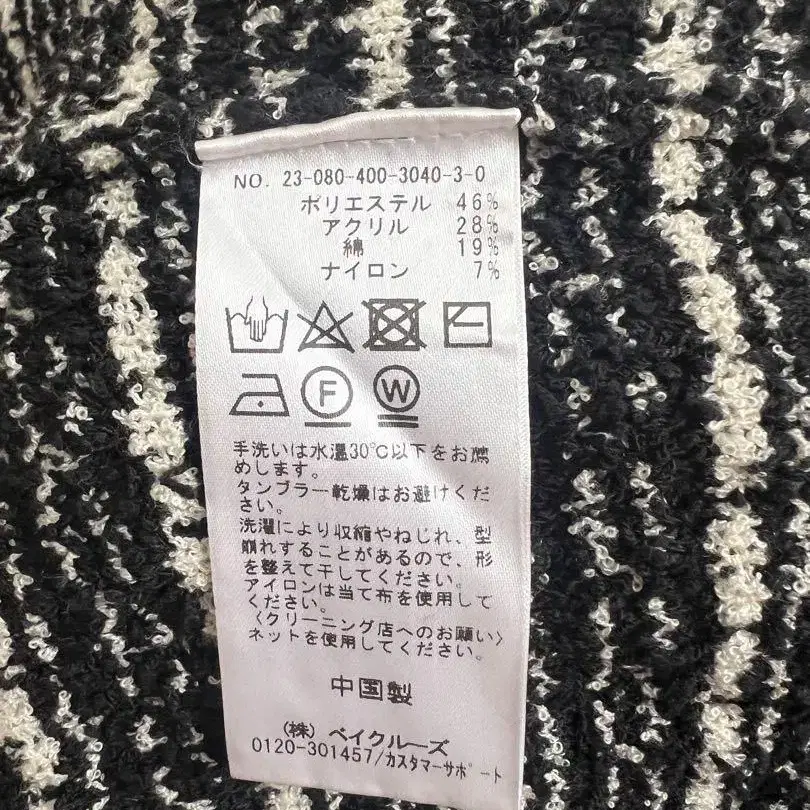 NO. 23-080-400-3040-3-0
ポリエステル 46%
アクリル 28%
綿 19%
ナイロン 7%
F W
手洗いは水温30℃以下をお薦
めします。
タンブラー乾燥はお避けくだ
さい。
洗濯により収縮やねじれ、型
崩れすることがあるので、形
を整えて干してください。
アイロンは当て布を使用して
ください。
〈クリーニング店へのお願い〉
ネットを使用してください。
中国製
(株) ベイクルーズ
0120-301457/カスタマーサポート